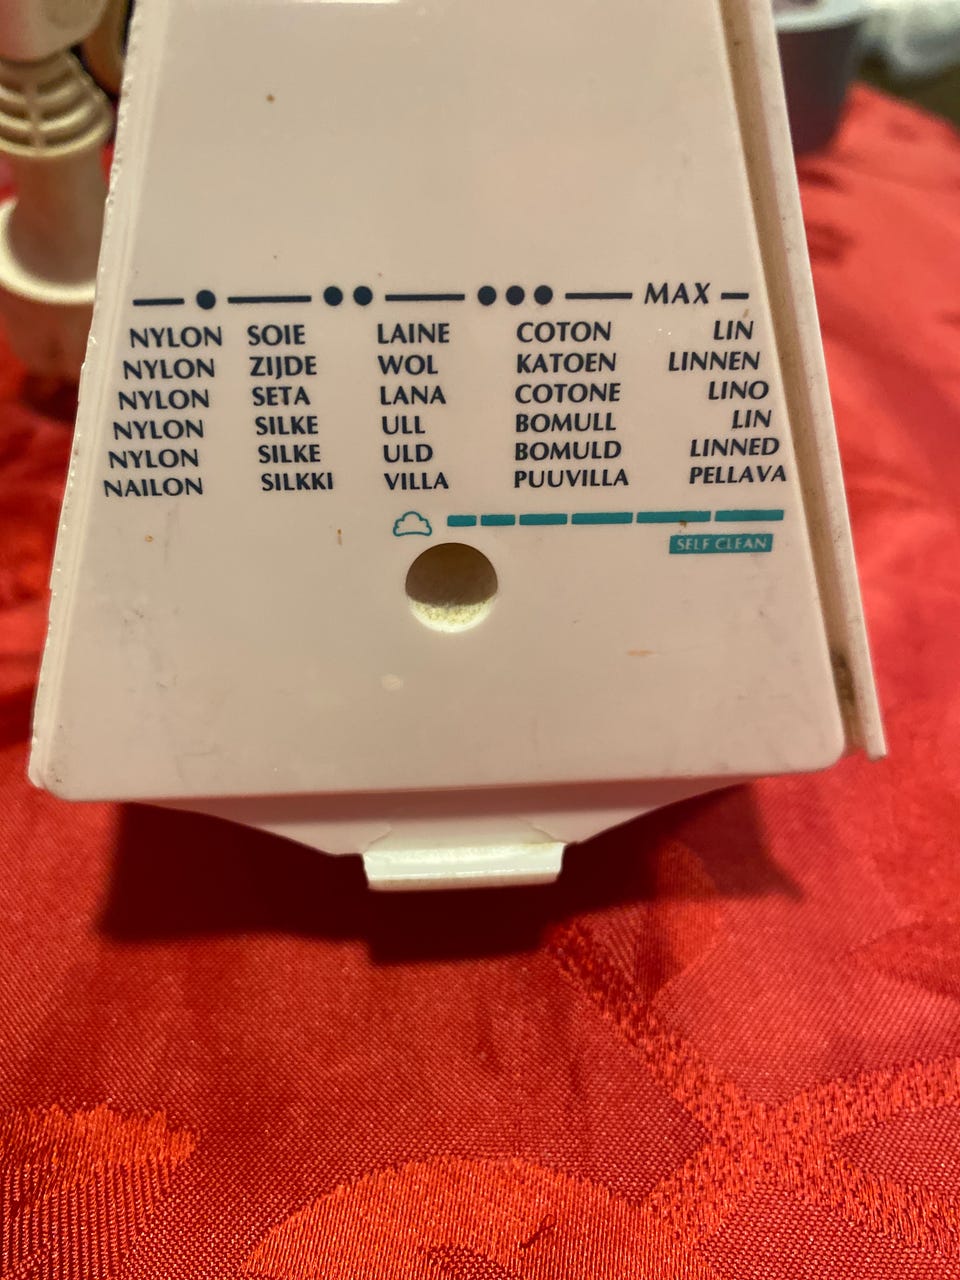 MAX
NYLON SOIE LAINE COTON LIN
NYLON ZIJDE WOL KATOEN LINNEN
NYLON SETA LANA COTONE LINO
NYLON SILKE ULL BOMULL LIN
NYLON SILKE ULD BOMULD LINNED
NAILON SILKKI VILLA PUUVILLA PELLAVA
SELF CLEAN